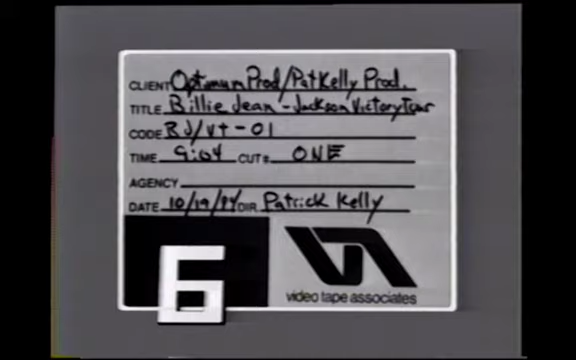 CLIENT Optimum Prod/Pat Kelly Prod.
TITLE Billie Jean - Jackson Victory Tour
CODE BJ/VT-01
TIME 9:04 CUT# ONE
AGENCY
DATE 10/19/84 DIR Patrick Kelly
6
video tape associates